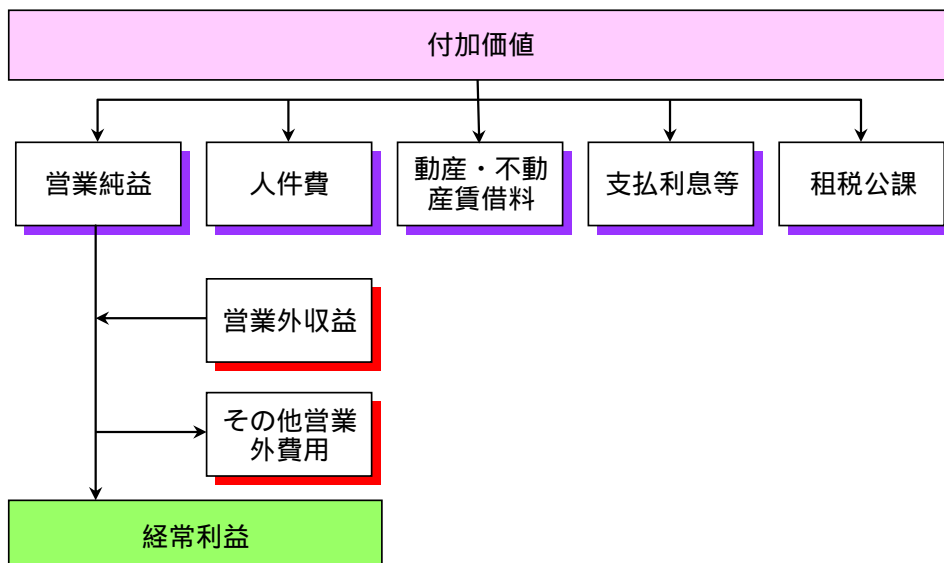 付加価値
営業純益
人件費
動産・不動
産賃借料
支払利息等
租税公課
営業外収益
その他営業
外費用
経常利益